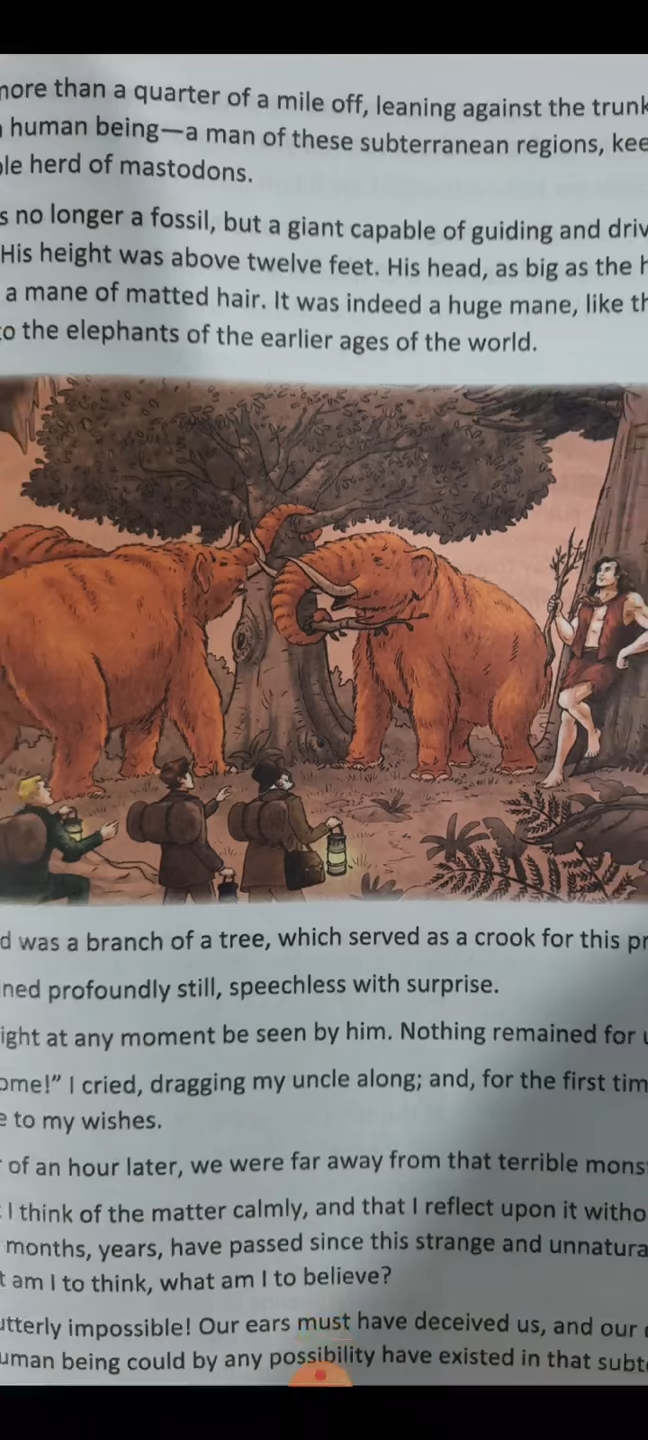 more than a quarter of a mile off, leaning against the trunk
human being—a man of these subterranean regions, kee
ple herd of mastodons.
s no longer a fossil, but a giant capable of guiding and driv
His height was above twelve feet. His head, as big as the h
a mane of matted hair. It was indeed a huge mane, like th
to the elephants of the earlier ages of the world.
d was a branch of a tree, which served as a crook for this pr
ned profoundly still, speechless with surprise.
ight at any moment be seen by him. Nothing remained for u
ome!” I cried, dragging my uncle along; and, for the first tim
e to my wishes.
of an hour later, we were far away from that terrible mons
I think of the matter calmly, and that I reflect upon it witho
months, years, have passed since this strange and unnatura
t am I to think, what am I to believe?
utterly impossible! Our ears must have deceived us, and our
uman being could by any possibility have existed in that subt